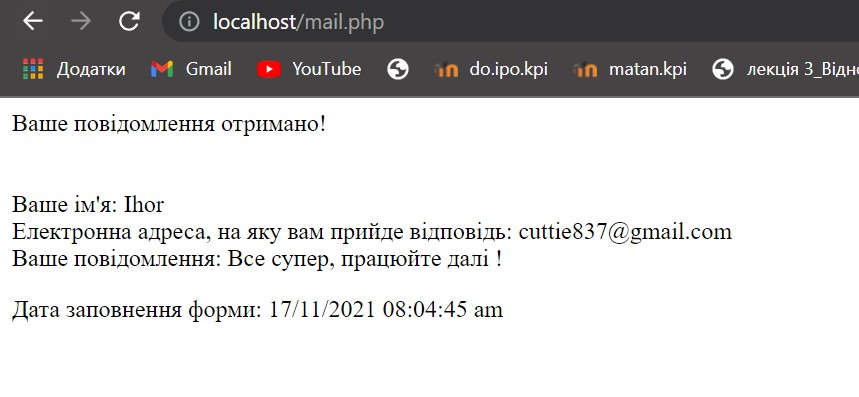 localhost/mail.php
Додатки Gmail YouTube do.ipo.kpi matan.kpi лекція 3_Відно
Ваше повідомлення отримано!
Ваше ім'я: Ihor
Електронна адреса, на яку вам прийде відповідь: cuttie837@gmail.com
Ваше повідомлення: Все супер, працюйте далі !
Дата заповнення форми: 17/11/2021 08:04:45 am